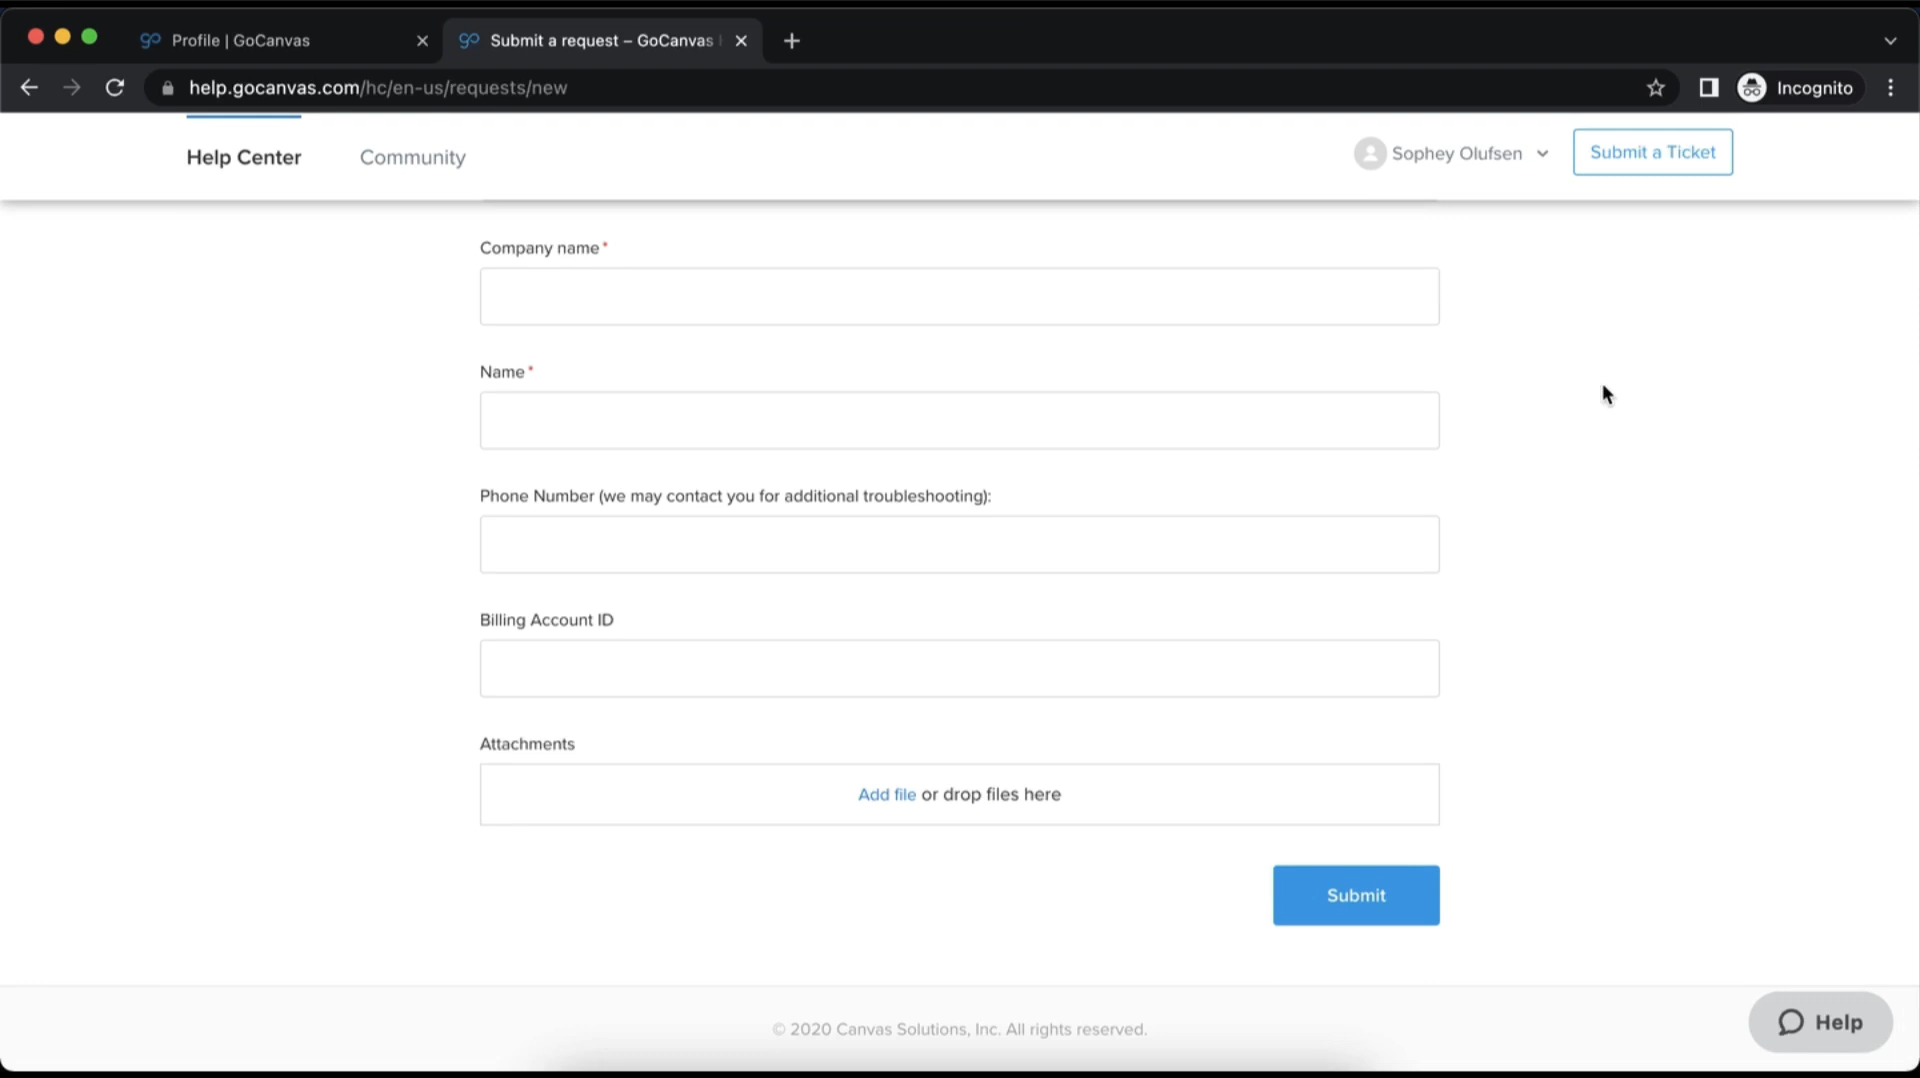 Profile | GoCanvas
Submit a request – GoCanvas
help.gocanvas.com/hc/en-us/requests/new
Incognito
Help Center
Community
Sophey Olufsen
Submit a Ticket
Company name*
Name*
Phone Number (we may contact you for additional troubleshooting):
Billing Account ID
Attachments
Add file or drop files here
Submit
© 2020 Canvas Solutions, Inc. All rights reserved.
Help